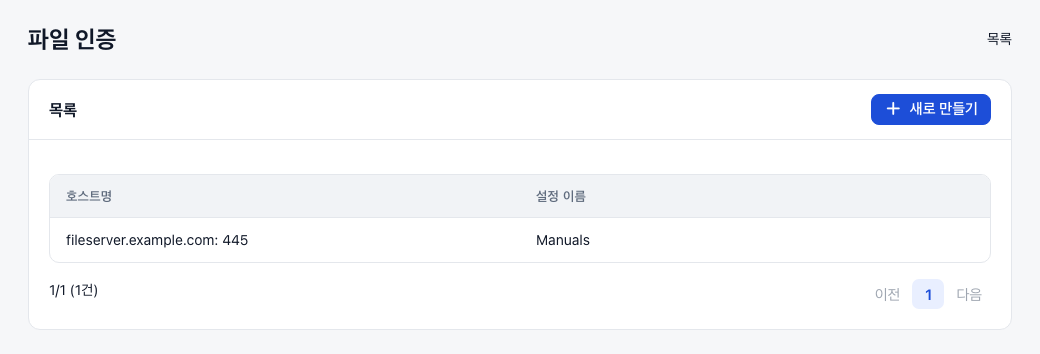 파일 인증
목록
목록
새로 만들기
호스트명 설정 이름
fileserver.example.com: 445 Manuals
1/1 (1건)
이전 1 다음